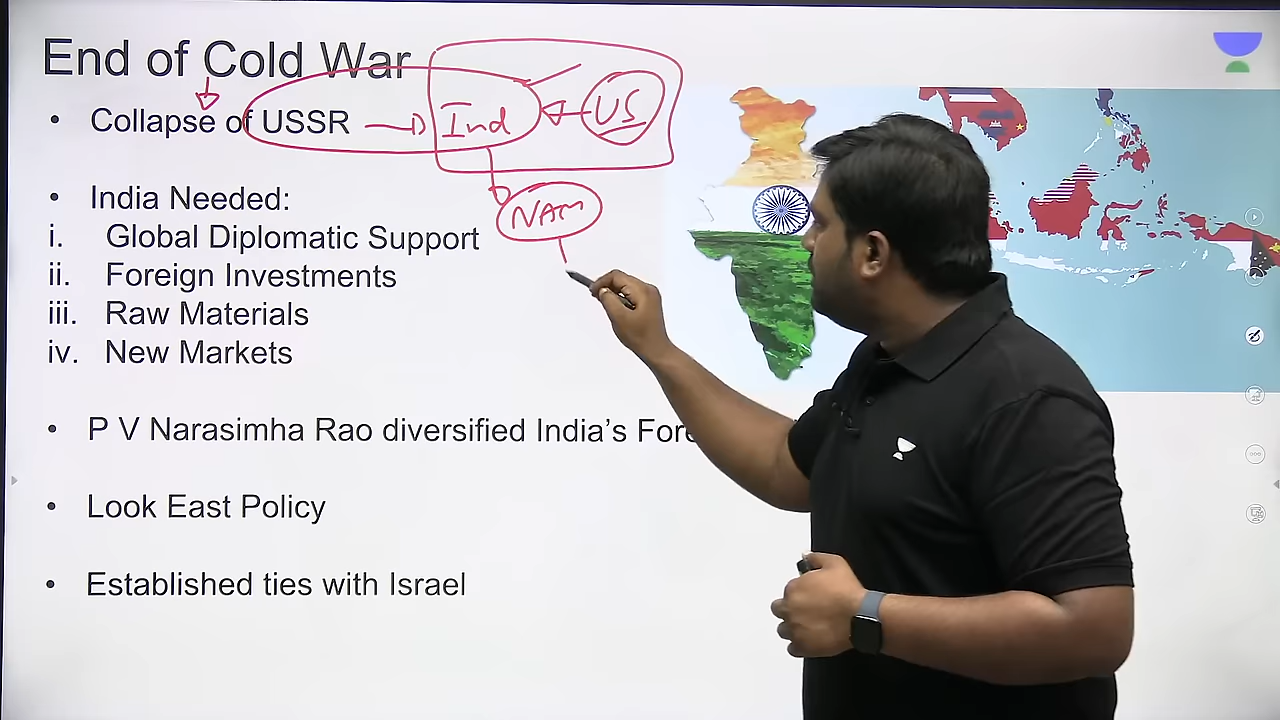 End of Cold War
• Collapse of USSR → Ind ← US
• India Needed:
NAM
i. Global Diplomatic Support
ii. Foreign Investments
iii. Raw Materials
iv. New Markets
• P V Narasimha Rao diversified India's
• Look East Policy
• Established ties with Israel